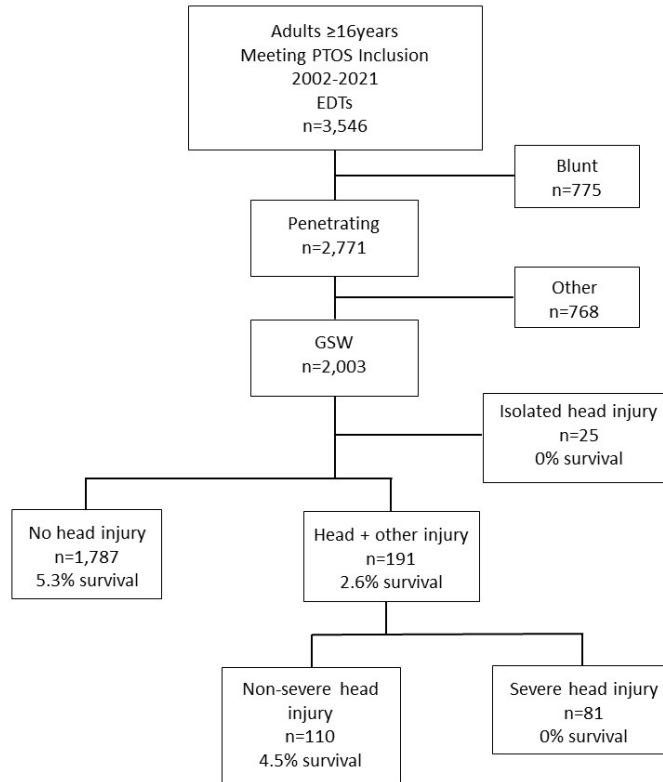 Adults ≥16years
Meeting PTOS Inclusion
2002-2021
EDTs
n=3,546
Blunt
n=775
Penetrating
n=2,771
Other
n=768
GSW
n=2,003
Isolated head injury
n=25
0% survival
No head injury
n=1,787
5.3% survival
Head + other injury
n=191
2.6% survival
Non-severe head
injury
n=110
4.5% survival
Severe head injury
n=81
0% survival